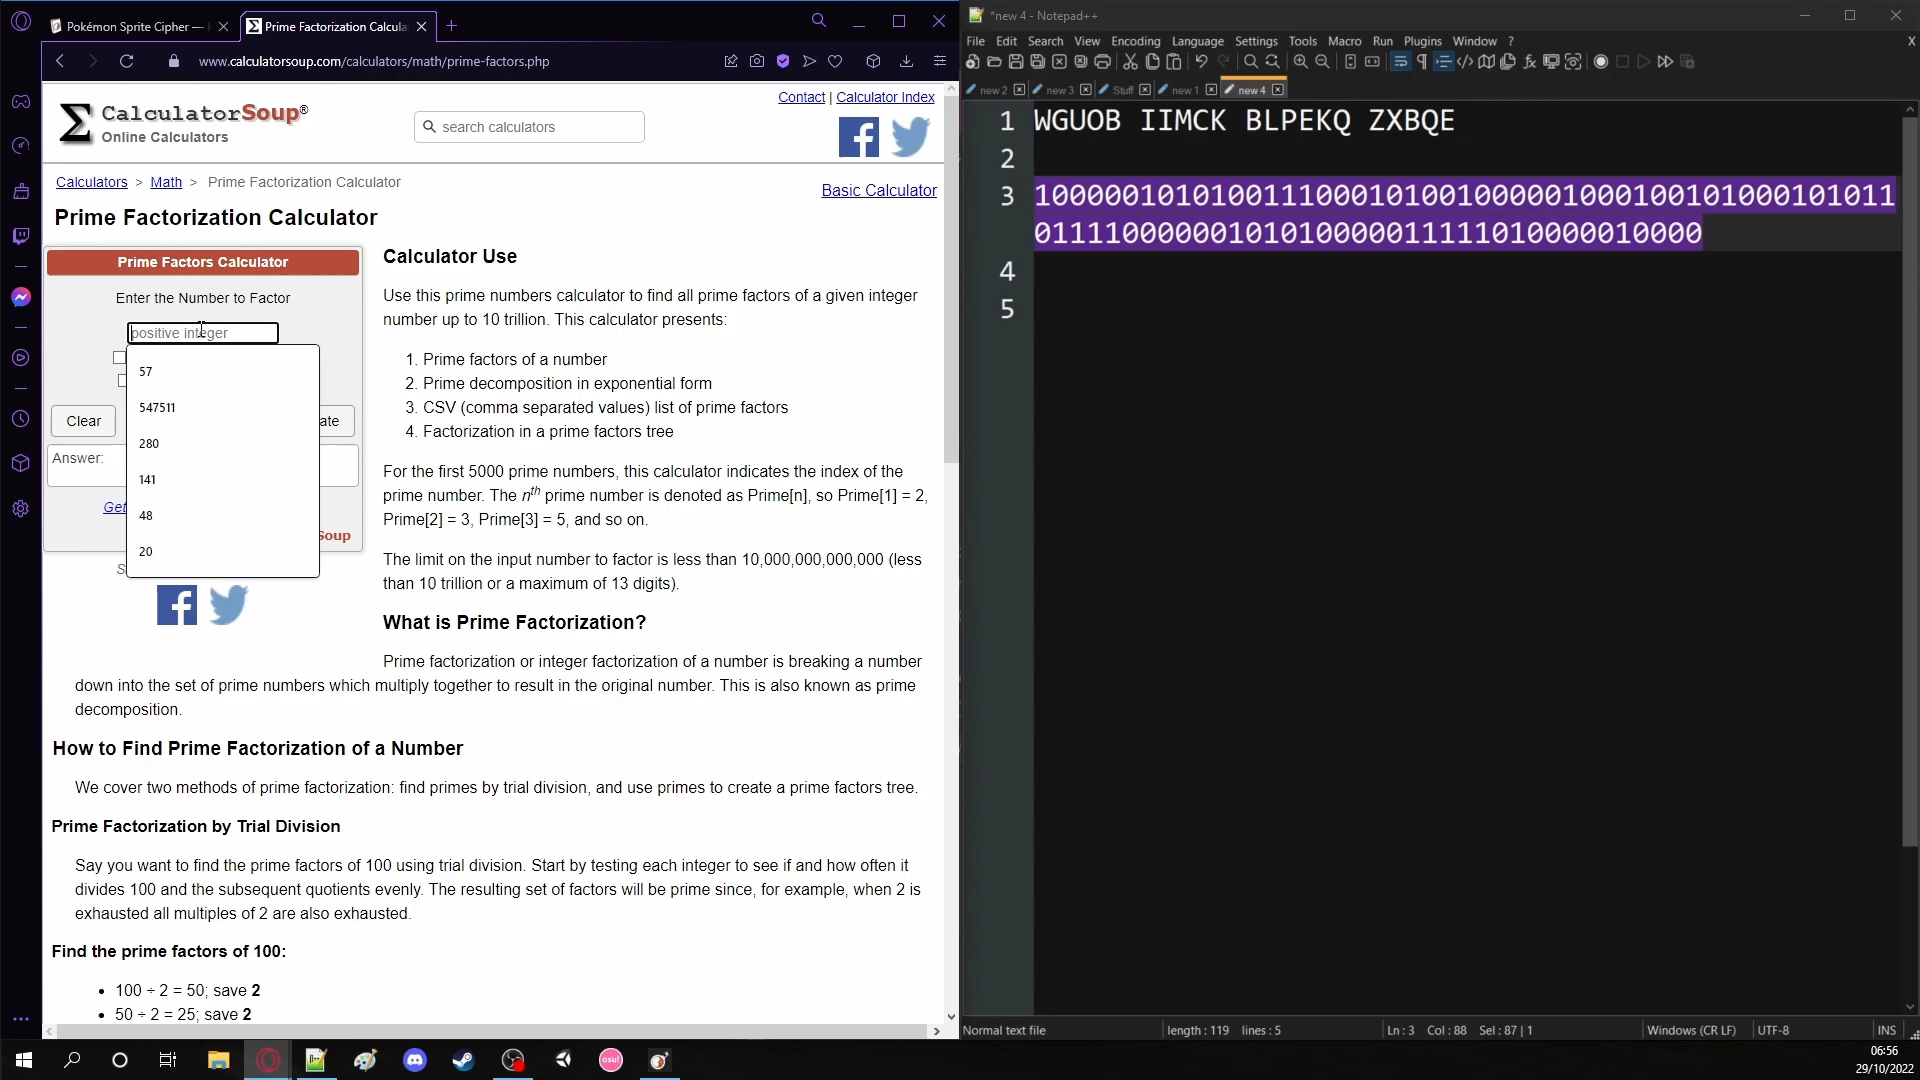 Pokémon Sprite Cipher —
Prime Factorization Calcula
www.calculatorsoup.com/calculators/math/prime-factors.php
CalculatorSoup®
Online Calculators
search calculators
Contact | Calculator Index
Calculators > Math > Prime Factorization Calculator
Basic Calculator
Prime Factorization Calculator
Prime Factors Calculator
Enter the Number to Factor
positive integer
57
547511
280
141
48
20
Clear
ate
Answer:
Get
Soup
S
Calculator Use
Use this prime numbers calculator to find all prime factors of a given integer
number up to 10 trillion. This calculator presents:
1. Prime factors of a number
2. Prime decomposition in exponential form
3. CSV (comma separated values) list of prime factors
4. Factorization in a prime factors tree
For the first 5000 prime numbers, this calculator indicates the index of the
prime number. The nth prime number is denoted as Prime[n], so Prime[1] = 2,
Prime[2] = 3, Prime[3] = 5, and so on.
The limit on the input number to factor is less than 10,000,000,000,000 (less
than 10 trillion or a maximum of 13 digits).
What is Prime Factorization?
Prime factorization or integer factorization of a number is breaking a number
down into the set of prime numbers which multiply together to result in the original number. This is also known as prime
decomposition.
How to Find Prime Factorization of a Number
We cover two methods of prime factorization: find primes by trial division, and use primes to create a prime factors tree.
Prime Factorization by Trial Division
Say you want to find the prime factors of 100 using trial division. Start by testing each integer to see if and how often it
divides 100 and the subsequent quotients evenly. The resulting set of factors will be prime since, for example, when 2 is
exhausted all multiples of 2 are also exhausted.
Find the prime factors of 100:
• 100 ÷ 2 = 50; save 2
• 50 ÷ 2 = 25; save 2
*new 4 - Notepad++
File Edit Search View Encoding Language Settings Tools Macro Run Plugins Window ? X
new 2 new 3 Stuff new 1 new 4
1 WGUOB IIMCK BLPEKQ ZXBQE
2
3 1000001010100111000101001000001000100101000101011
01111000000101010000011111010000010000
4
5
Normal text file length : 119 lines : 5 Ln : 3 Col : 88 Sel : 87 | 1 Windows (CR LF) UTF-8 INS
osu!
06:56
29/10/2022